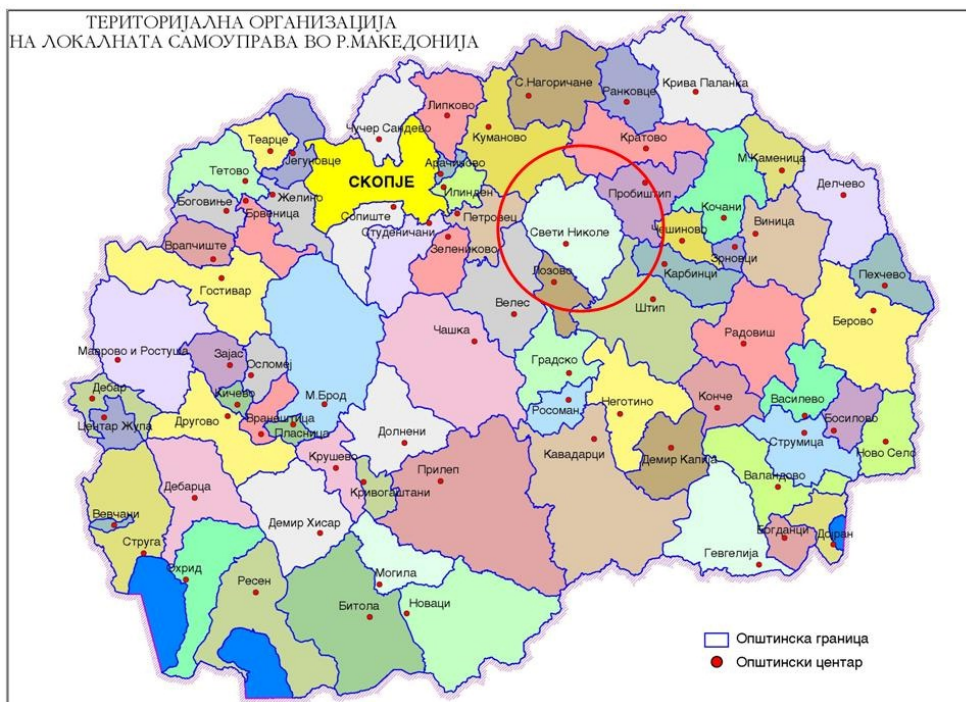 ТЕРИТОРИЈАЛНА ОРГАНИЗАЦИЈА
НА ЛОКАЛНАТА САМОУПРАВА ВО Р.МАКЕДОНИЈА
С.Нагоричане
Крива Паланка
Ранковце
Липково
Чучер Сандево
Куманово
Кратово
Теарце
Јегуновце
Арачиново
М.Каменица
Тетово
СКОПЈЕ
Илинден
Пробиштип
Делчево
Желино
Боговиње
Брвеница
Сопиште
Петровец
Кочани
Студеничани
Виница
Врапчиште
Зелениково
Свети Николе
Чешиново
Зрновци
Карбинци
Пехчево
Гостивар
Лозово
Велес
Штип
Берово
Чашка
Радовиш
Маврово и Ростуша
Зајас
Осломеј
Градско
Дебар
Кичево
М.Брод
Росоман
Неготино
Конче
Василево
Центар Жупа
Другово
Вранештица
Пласница
Босилово
Струмица
Долнени
Кавадарци
Демир Капија
Ново Село
Крушево
Прилеп
Валандово
Дебарца
Кривогаштани
Вевчани
Демир Хисар
Богданци
Дојран
Струга
Гевгелија
Охрид
Ресен
Могила
Битола
Новаци
Општинска граница
Општински центар